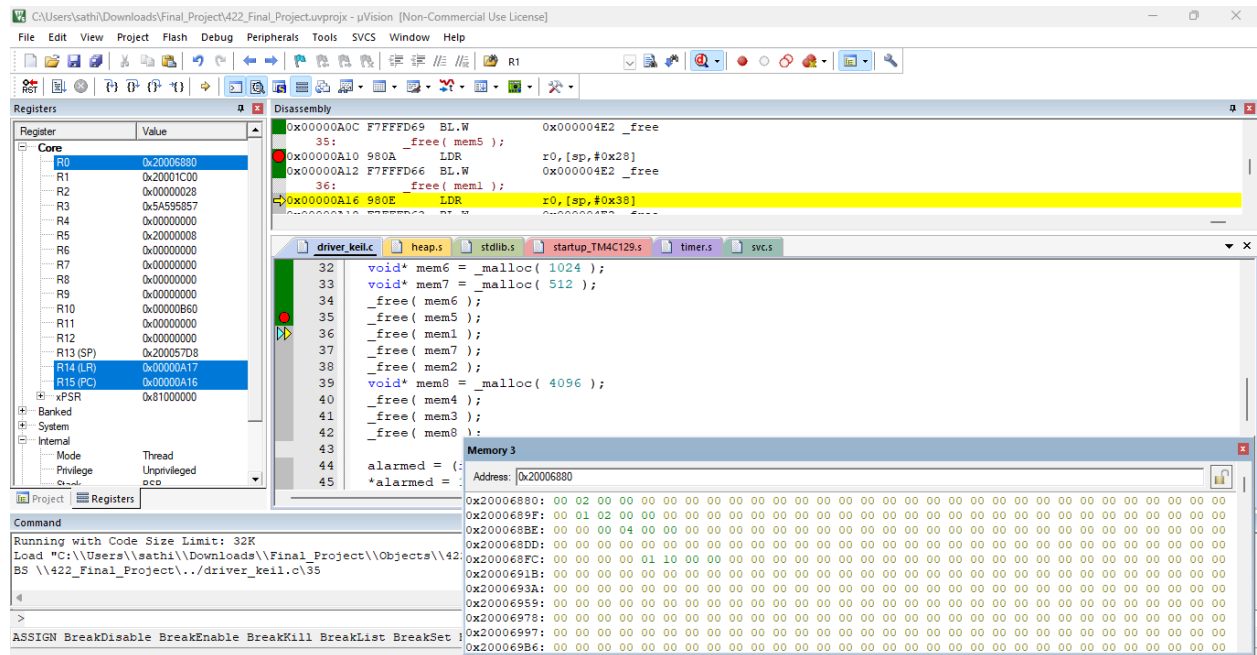 C:\Users\sathi\Downloads\Final_Project\422_Final_Project.uvprojx - µVision [Non-Commercial Use License]
File Edit View Project Flash Debug Peripherals Tools SVCS Window Help
R1
RST
Registers
Register Value
Core
R0 0x20006880
R1 0x20001C00
R2 0x00000028
R3 0x5A595857
R4 0x00000000
R5 0x20000008
R6 0x00000000
R7 0x00000000
R8 0x00000000
R9 0x00000000
R10 0x00000B60
R11 0x00000000
R12 0x00000000
R13 (SP) 0x200057D8
R14 (LR) 0x00000A17
R15 (PC) 0x00000A16
xPSR 0x81000000
Banked
System
Internal
Mode Thread
Privilege Unprivileged
Project Registers
Disassembly
0x00000A0C F7FFFD69 BL.W 0x000004E2 _free
35: _free( mem5 );
0x00000A10 980A LDR r0,[sp,#0x28]
0x00000A12 F7FFFD66 BL.W 0x000004E2 _free
36: _free( mem1 );
0x00000A16 980E LDR r0,[sp,#0x38]
driver_keil.c heap.s stdlib.s startup_TM4C129.s timer.s svc.s
32 void* mem6 = _malloc( 1024 );
33 void* mem7 = _malloc( 512 );
34 _free( mem6 );
35 _free( mem5 );
36 _free( mem1 );
37 _free( mem7 );
38 _free( mem2 );
39 void* mem8 = _malloc( 4096 );
40 _free( mem4 );
41 _free( mem3 );
42 _free( mem8 );
43
44 alarmed = (
45 *alarmed =
Command
Running with Code Size Limit: 32K
Load "C:\\Users\\sathi\\Downloads\\Final_Project\\Objects\\42
BS \\422_Final_Project\../driver_keil.c\35
>
ASSIGN BreakDisable BreakEnable BreakKill BreakList BreakSet
Memory 3
Address: 0x20006880
0x20006880: 00 02 00 00 00 00 00 00 00 00 00 00 00 00 00 00 00 00 00 00 00 00 00 00 00 00 00 00 00 00 00
0x2000689F: 00 01 02 00 00 00 00 00 00 00 00 00 00 00 00 00 00 00 00 00 00 00 00 00 00 00 00 00 00 00 00
0x200068BE: 00 00 00 04 00 00 00 00 00 00 00 00 00 00 00 00 00 00 00 00 00 00 00 00 00 00 00 00 00 00 00
0x200068DD: 00 00 00 00 00 00 00 00 00 00 00 00 00 00 00 00 00 00 00 00 00 00 00 00 00 00 00 00 00 00 00
0x200068FC: 00 00 00 00 01 10 00 00 00 00 00 00 00 00 00 00 00 00 00 00 00 00 00 00 00 00 00 00 00 00 00
0x2000691B: 00 00 00 00 00 00 00 00 00 00 00 00 00 00 00 00 00 00 00 00 00 00 00 00 00 00 00 00 00 00 00
0x2000693A: 00 00 00 00 00 00 00 00 00 00 00 00 00 00 00 00 00 00 00 00 00 00 00 00 00 00 00 00 00 00 00
0x20006959: 00 00 00 00 00 00 00 00 00 00 00 00 00 00 00 00 00 00 00 00 00 00 00 00 00 00 00 00 00 00 00
0x20006978: 00 00 00 00 00 00 00 00 00 00 00 00 00 00 00 00 00 00 00 00 00 00 00 00 00 00 00 00 00 00 00
0x20006997: 00 00 00 00 00 00 00 00 00 00 00 00 00 00 00 00 00 00 00 00 00 00 00 00 00 00 00 00 00 00 00
0x200069B6: 00 00 00 00 00 00 00 00 00 00 00 00 00 00 00 00 00 00 00 00 00 00 00 00 00 00 00 00 00 00 00